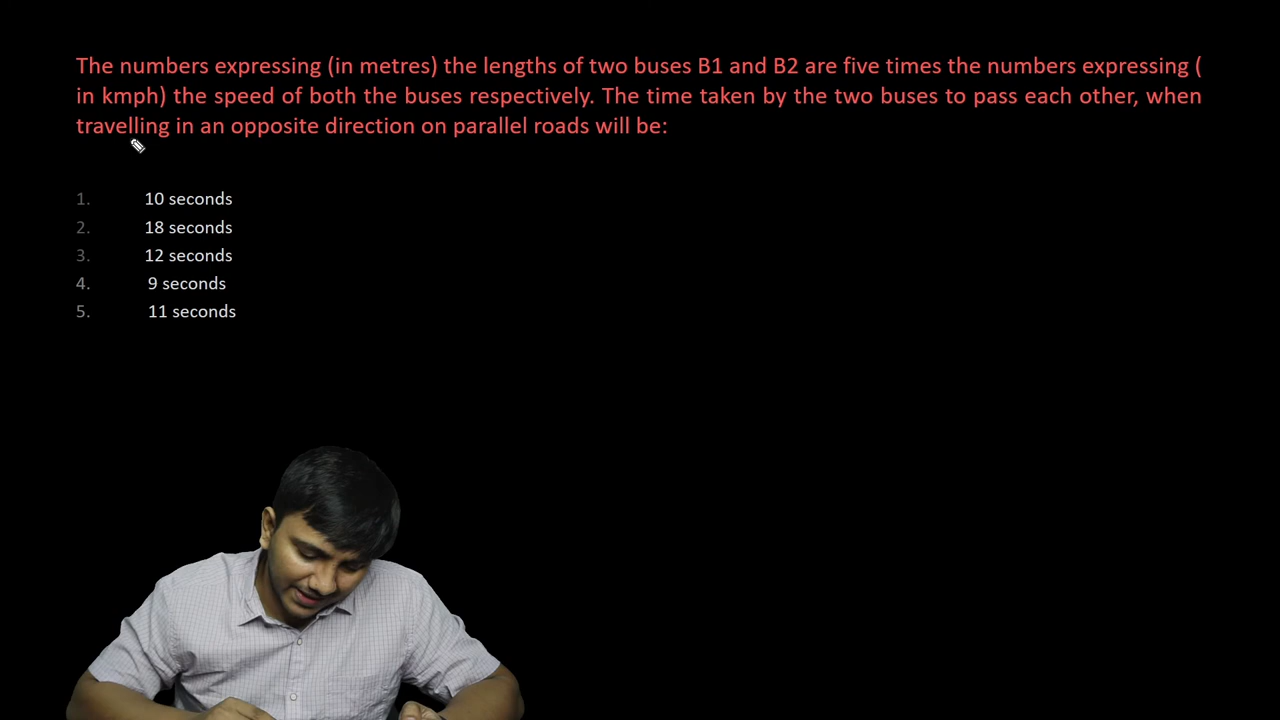 The numbers expressing (in metres) the lengths of two buses B1 and B2 are five times the numbers expressing (
in kmph) the speed of both the buses respectively. The time taken by the two buses to pass each other, when
travelling in an opposite direction on parallel roads will be:
1. 10 seconds
2. 18 seconds
3. 12 seconds
4. 9 seconds
5. 11 seconds